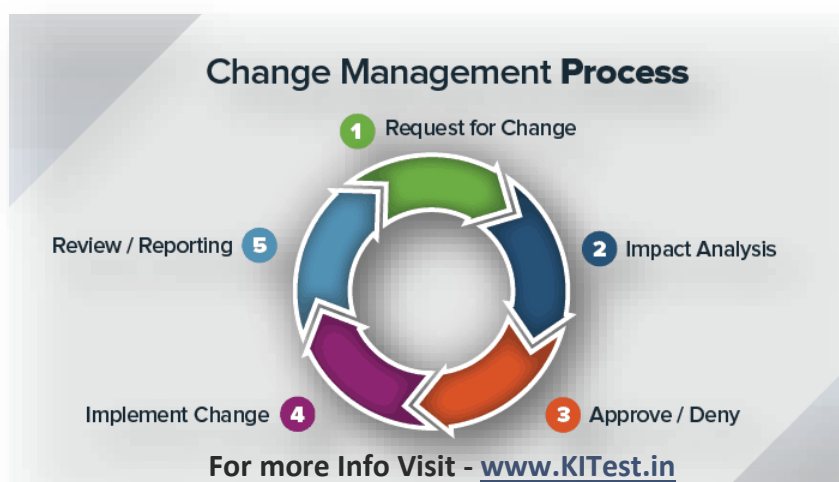 Change Management Process
1 Request for Change
2 Impact Analysis
3 Approve / Deny
4 Implement Change
5 Review / Reporting
For more Info Visit - www.KITest.in